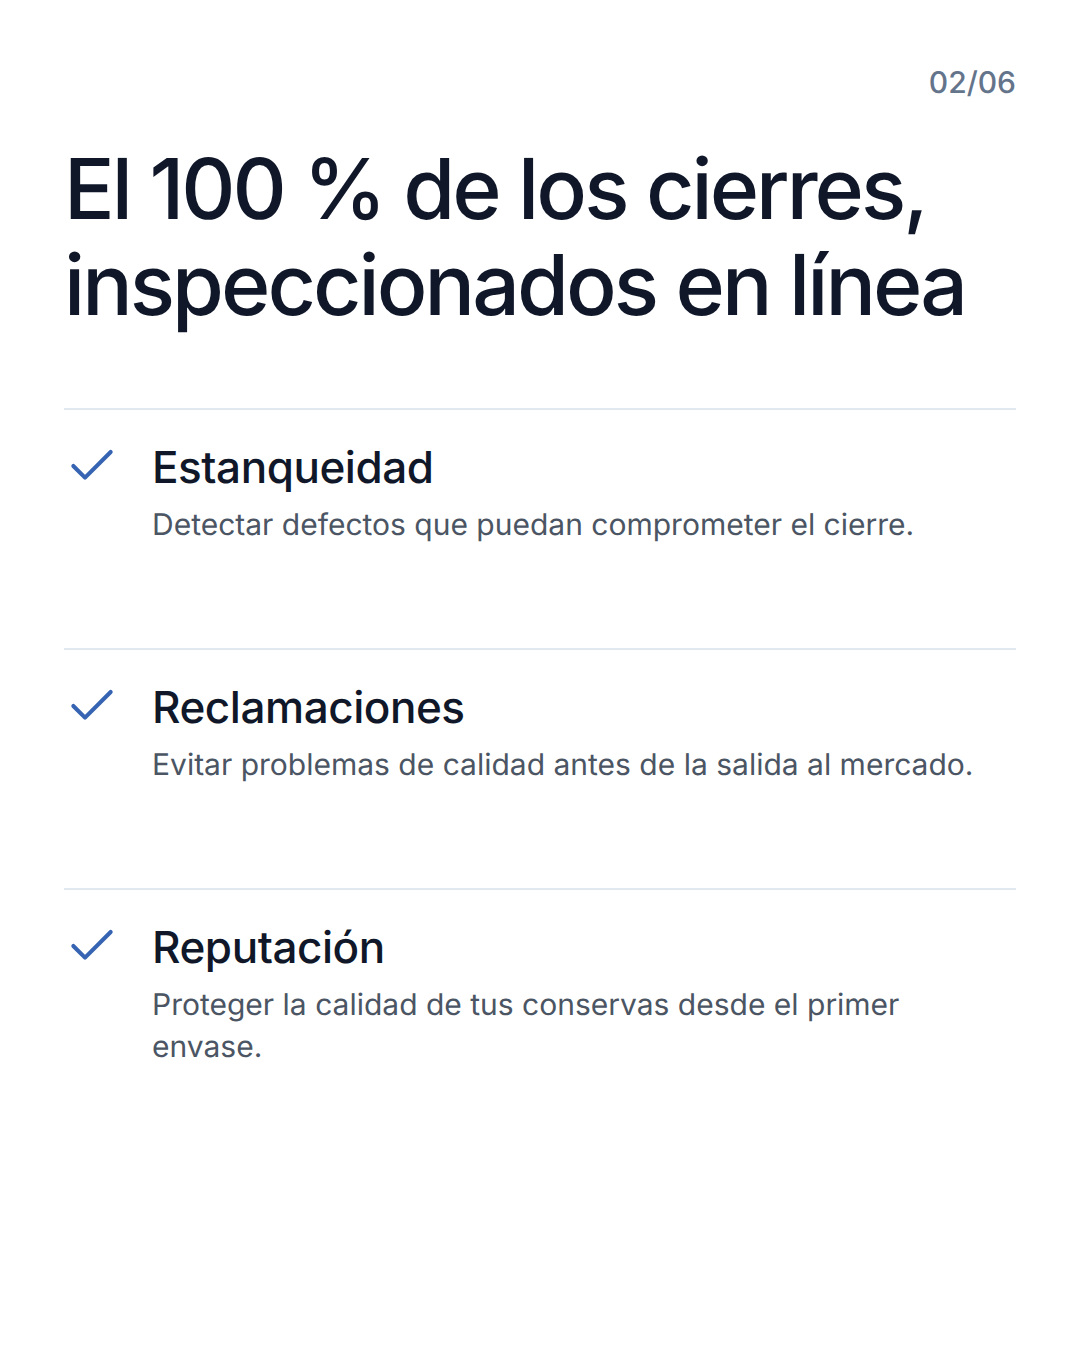 02/06
El 100 % de los cierres,
inspeccionados en línea
Estanqueidad
Detectar defectos que puedan comprometer el cierre.
Reclamaciones
Evitar problemas de calidad antes de la salida al mercado.
Reputación
Proteger la calidad de tus conservas desde el primer
envase.